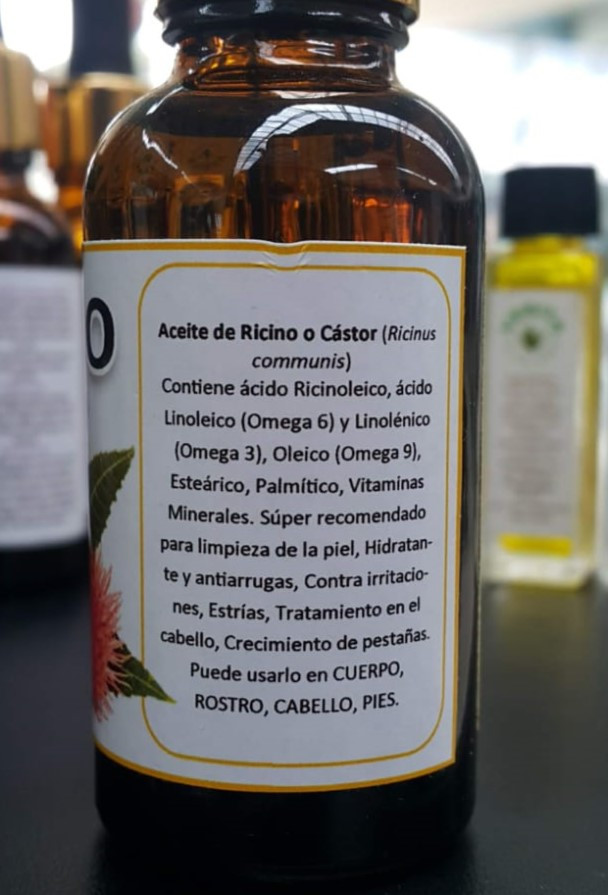 O
Aceite de Ricino o Cástor (Ricinus
communis)
Contiene ácido Ricinoleico, ácido
Linoleico (Omega 6) y Linolénico
(Omega 3), Oleico (Omega 9),
Esteárico, Palmítico, Vitaminas
Minerales. Súper recomendado
para limpieza de la piel, Hidratan-
te y antiarrugas, Contra irritacio-
nes, Estrías, Tratamiento en el
cabello, Crecimiento de pestañas.
Puede usarlo en CUERPO,
ROSTRO, CABELLO, PIES.